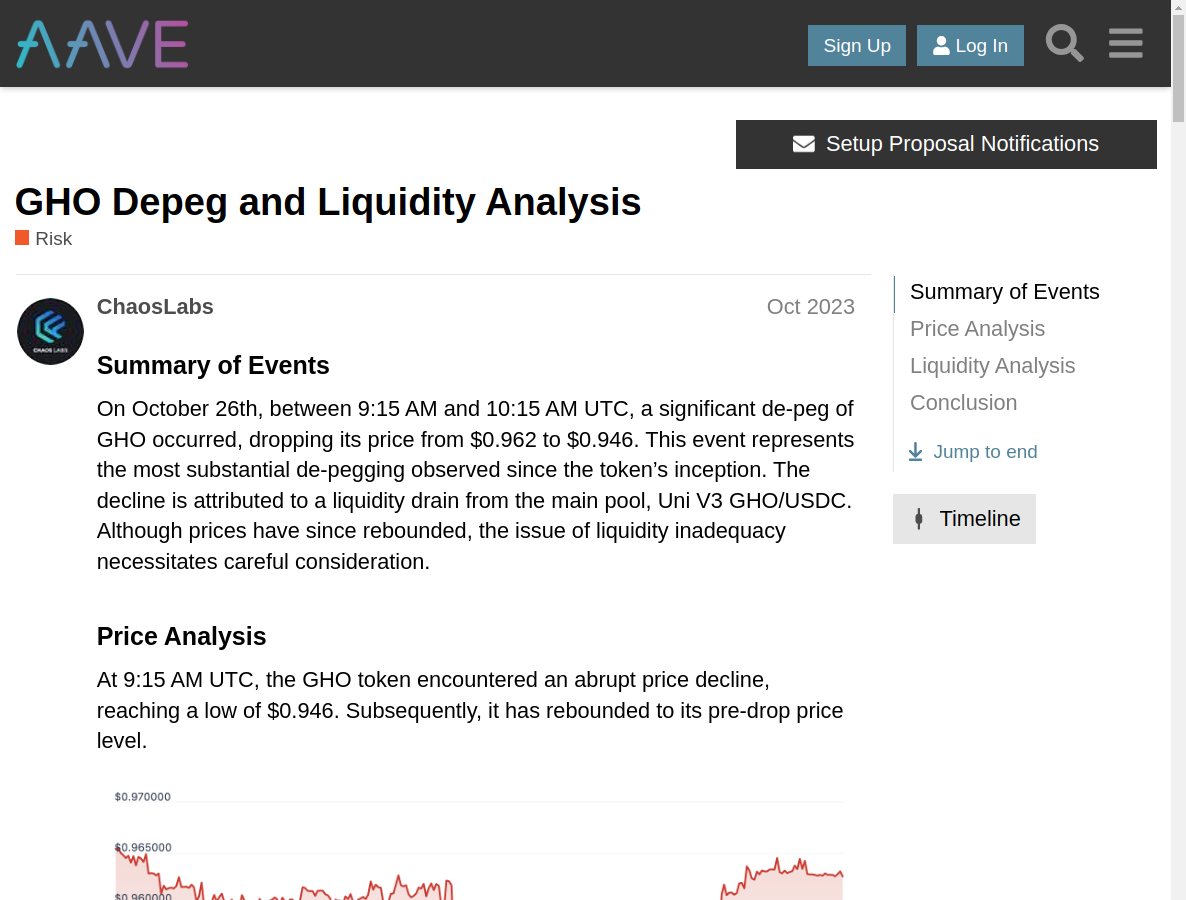 AAVE
Sign Up
Log In
Setup Proposal Notifications
GHO Depeg and Liquidity Analysis
Risk
ChaosLabs
Oct 2023
CHAOS LABS
Summary of Events
On October 26th, between 9:15 AM and 10:15 AM UTC, a significant de-peg of
GHO occurred, dropping its price from $0.962 to $0.946. This event represents
the most substantial de-pegging observed since the token’s inception. The
decline is attributed to a liquidity drain from the main pool, Uni V3 GHO/USDC.
Although prices have since rebounded, the issue of liquidity inadequacy
necessitates careful consideration.
Price Analysis
At 9:15 AM UTC, the GHO token encountered an abrupt price decline,
reaching a low of $0.946. Subsequently, it has rebounded to its pre-drop price
level.
$0.970000
$0.965000
$0.960000
Summary of Events
Price Analysis
Liquidity Analysis
Conclusion
Jump to end
Timeline